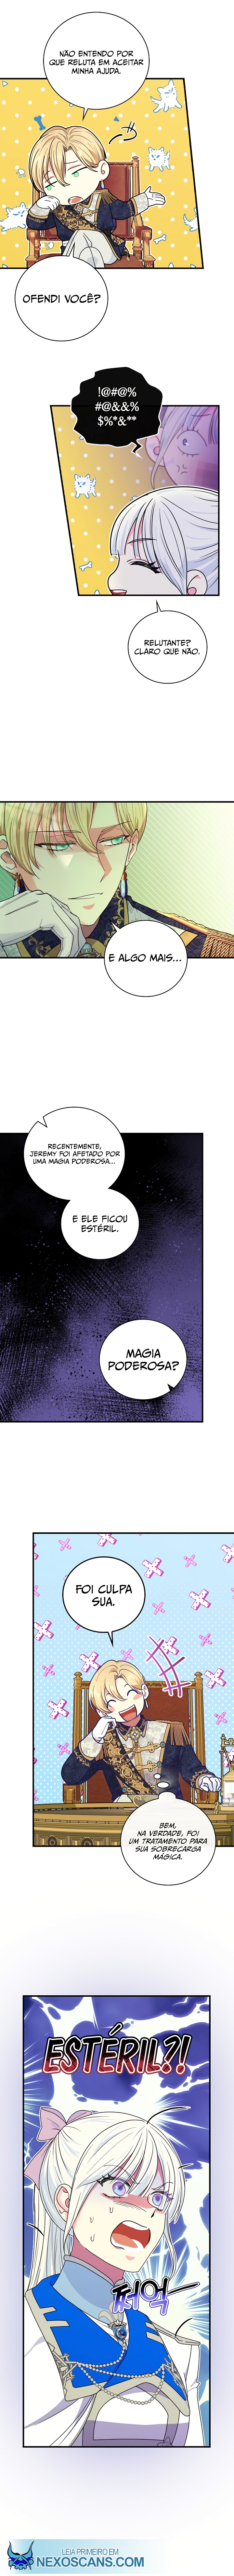 NÃO ENTENDO POR
QUE RELUTA EM ACEITAR
MINHA AJUDA.
OFENDI VOCÊ?
!@#@%
#@&&%
$%*&**
RELUTANTE?
CLARO QUE NÃO.
E ALGO MAIS...
RECENTEMENTE,
JEREMY FOI AFETADO POR
UMA MAGIA PODEROSA...
E ELE FICOU
ESTÉRIL.
MAGIA
PODEROSA?
FOI CULPA
SUA.
BEM,
NA VERDADE, FOI
UM TRATAMENTO PARA
SUA SOBRECARGA
MÁGICA.
ESTÉRIL?!
쩌억
LEIA PRIMEIRO EM
NEXOSCANS.COM